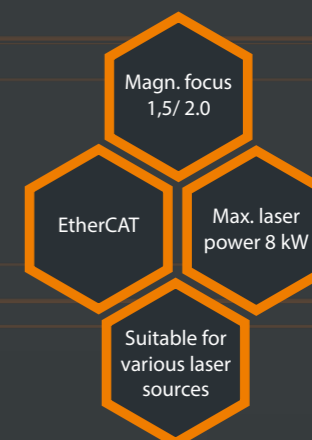 Magn. focus
1,5/ 2.0
EtherCAT
Max. laser
power 8 kW
Suitable for
various laser
sources